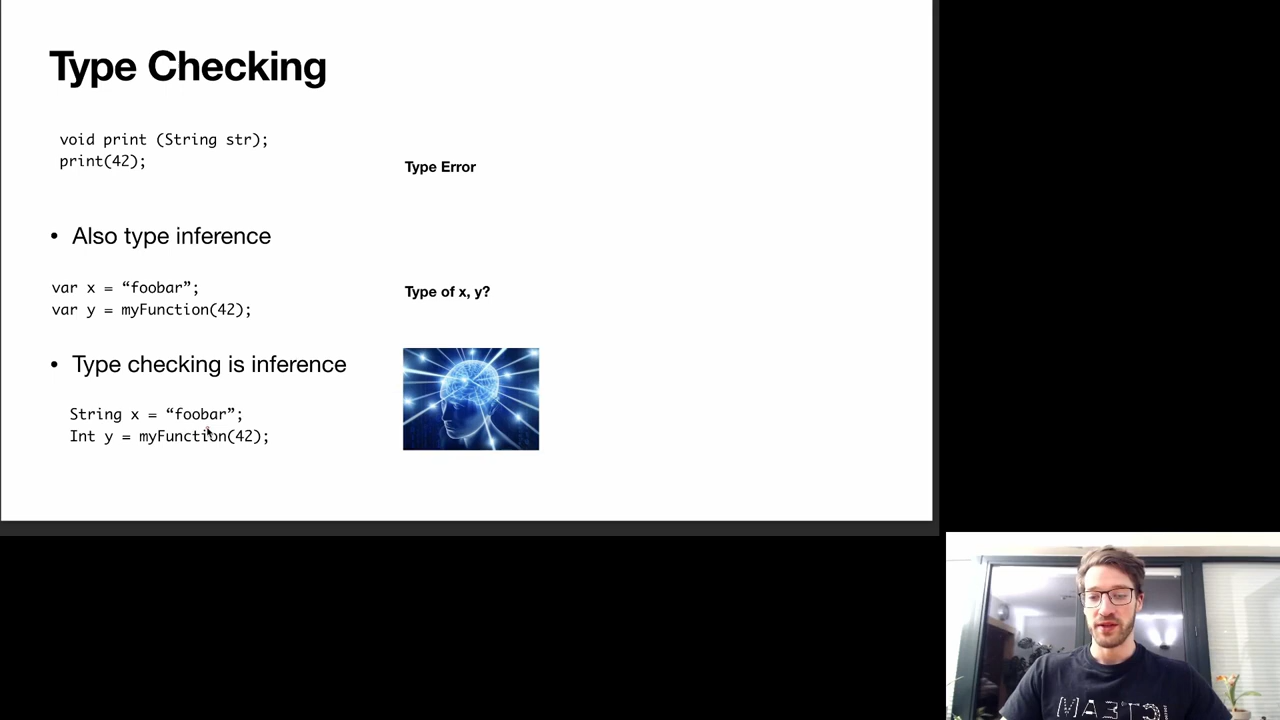 Type Checking
void print (String str);
print(42);
Type Error
• Also type inference
var x = “foobar”;
var y = myFunction(42);
Type of x, y?
• Type checking is inference
String x = “foobar”;
Int y = myFunction(42);